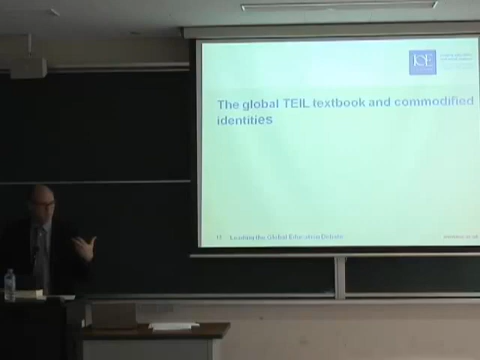 IOE
The global TEIL textbook and commodified
identities
Leading the Global Education Debate